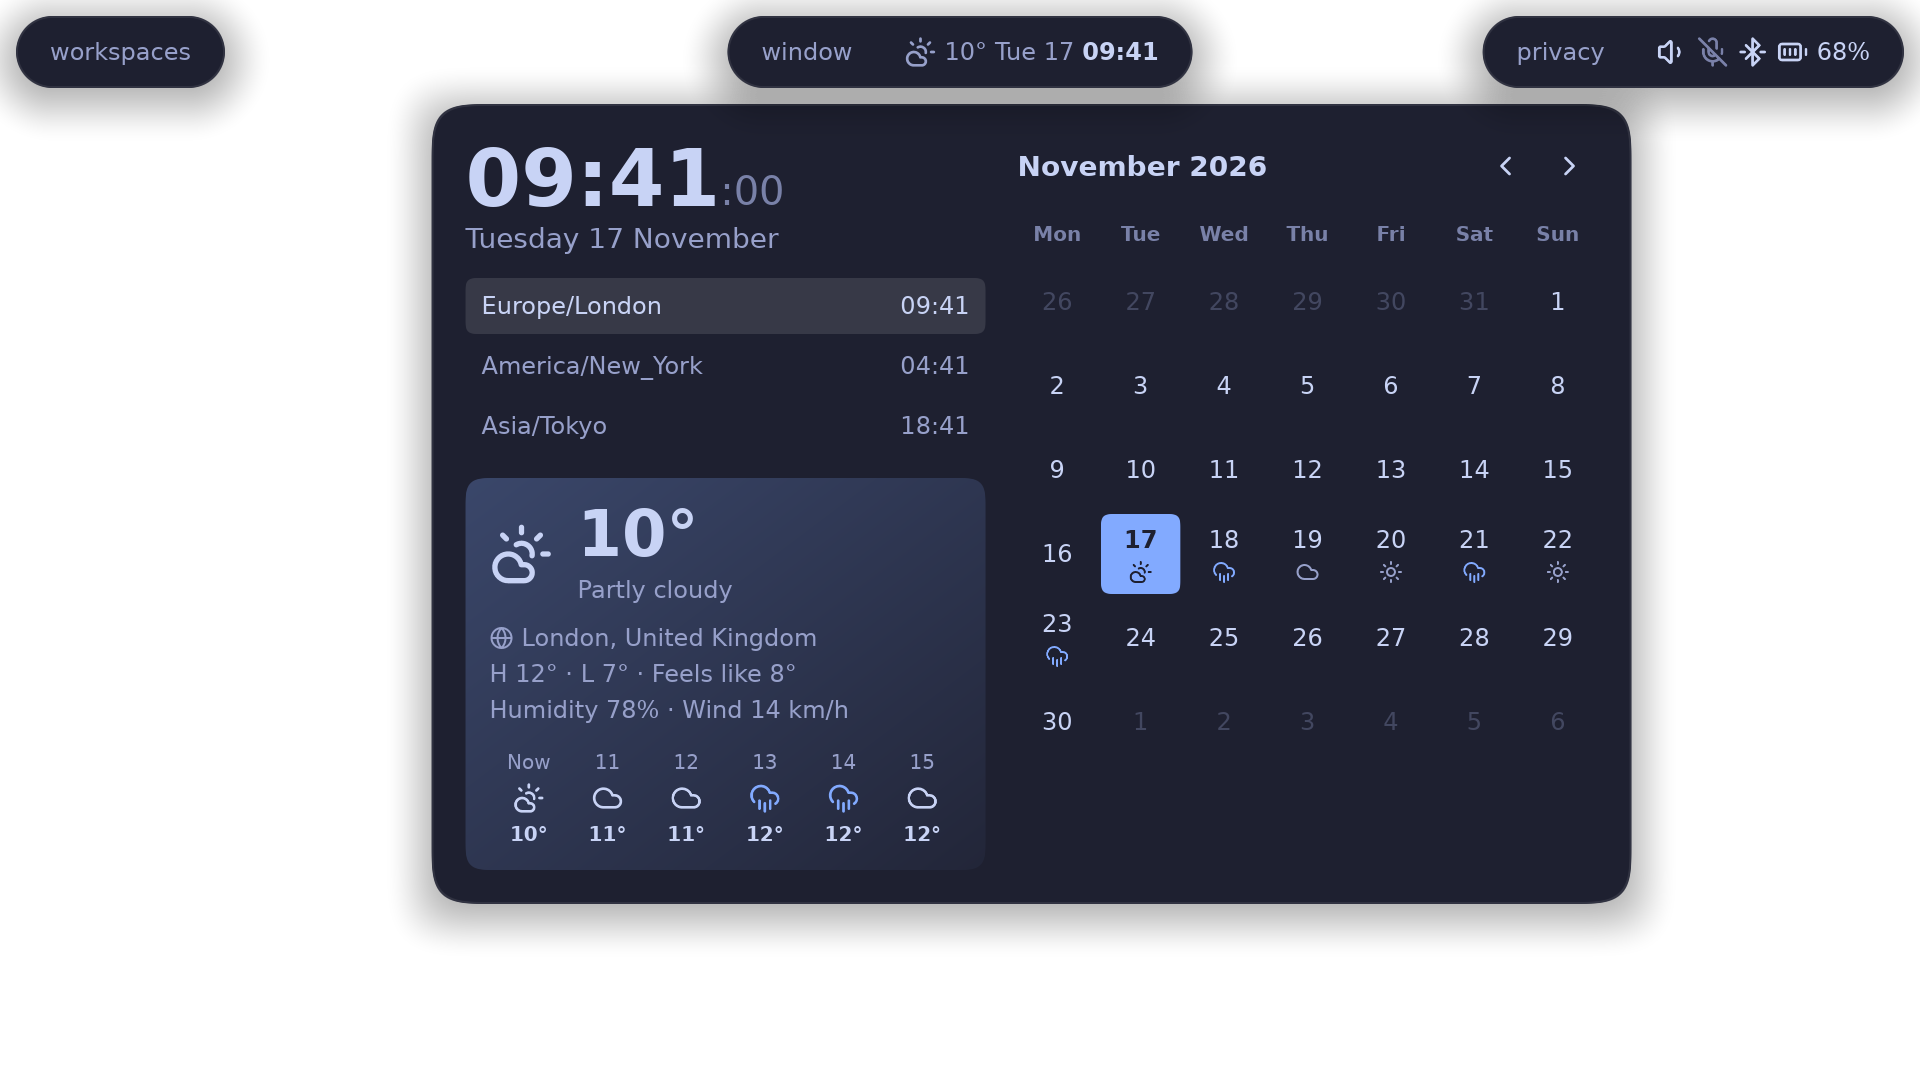 workspaces
window 10° Tue 17 09:41
privacy 68%
09:41:00
Tuesday 17 November
Europe/London 09:41
America/New_York 04:41
Asia/Tokyo 18:41
10°
Partly cloudy
London, United Kingdom
H 12° · L 7° · Feels like 8°
Humidity 78% · Wind 14 km/h
Now 11 12 13 14 15
10° 11° 11° 12° 12° 12°
November 2026
Mon Tue Wed Thu Fri Sat Sun
26 27 28 29 30 31 1
2 3 4 5 6 7 8
9 10 11 12 13 14 15
16 17 18 19 20 21 22
23 24 25 26 27 28 29
30 1 2 3 4 5 6